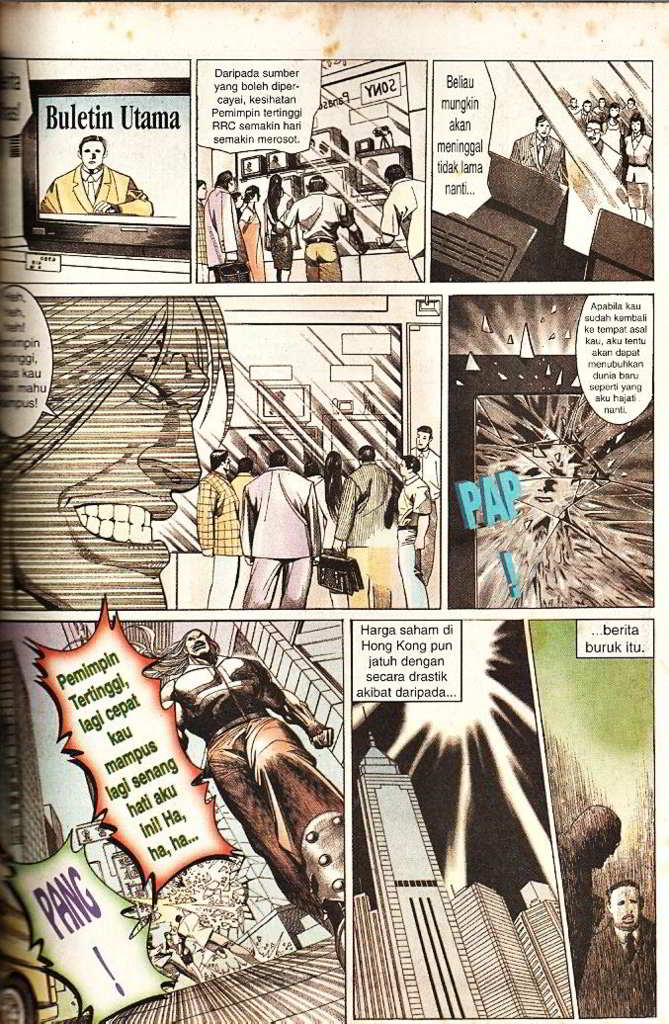 Buletin Utama
Daripada sumber
yang boleh diper-
cayai, kesihatan
Pemimpin tertinggi
RRC semakin hari
semakin merosot.
SONY
Beliau
mungkin
akan
meninggal
tidak lama
nanti...
kau
mahu
Apabila kau
sudah kembali
ke tempat asal
kau, aku tentu
akan dapat
menubuhkan
dunia baru
seperti yang
aku hajati
nanti.
PAP
!
Pemimpin
Tertinggi,
lagi cepat
kau
mampus
lagi senang
hati aku
ini! Ha,
ha, ha...
PANG
!
Harga saham di
Hong Kong pun
jatuh dengan
secara drastik
akibat daripada...
...berita
buruk itu.